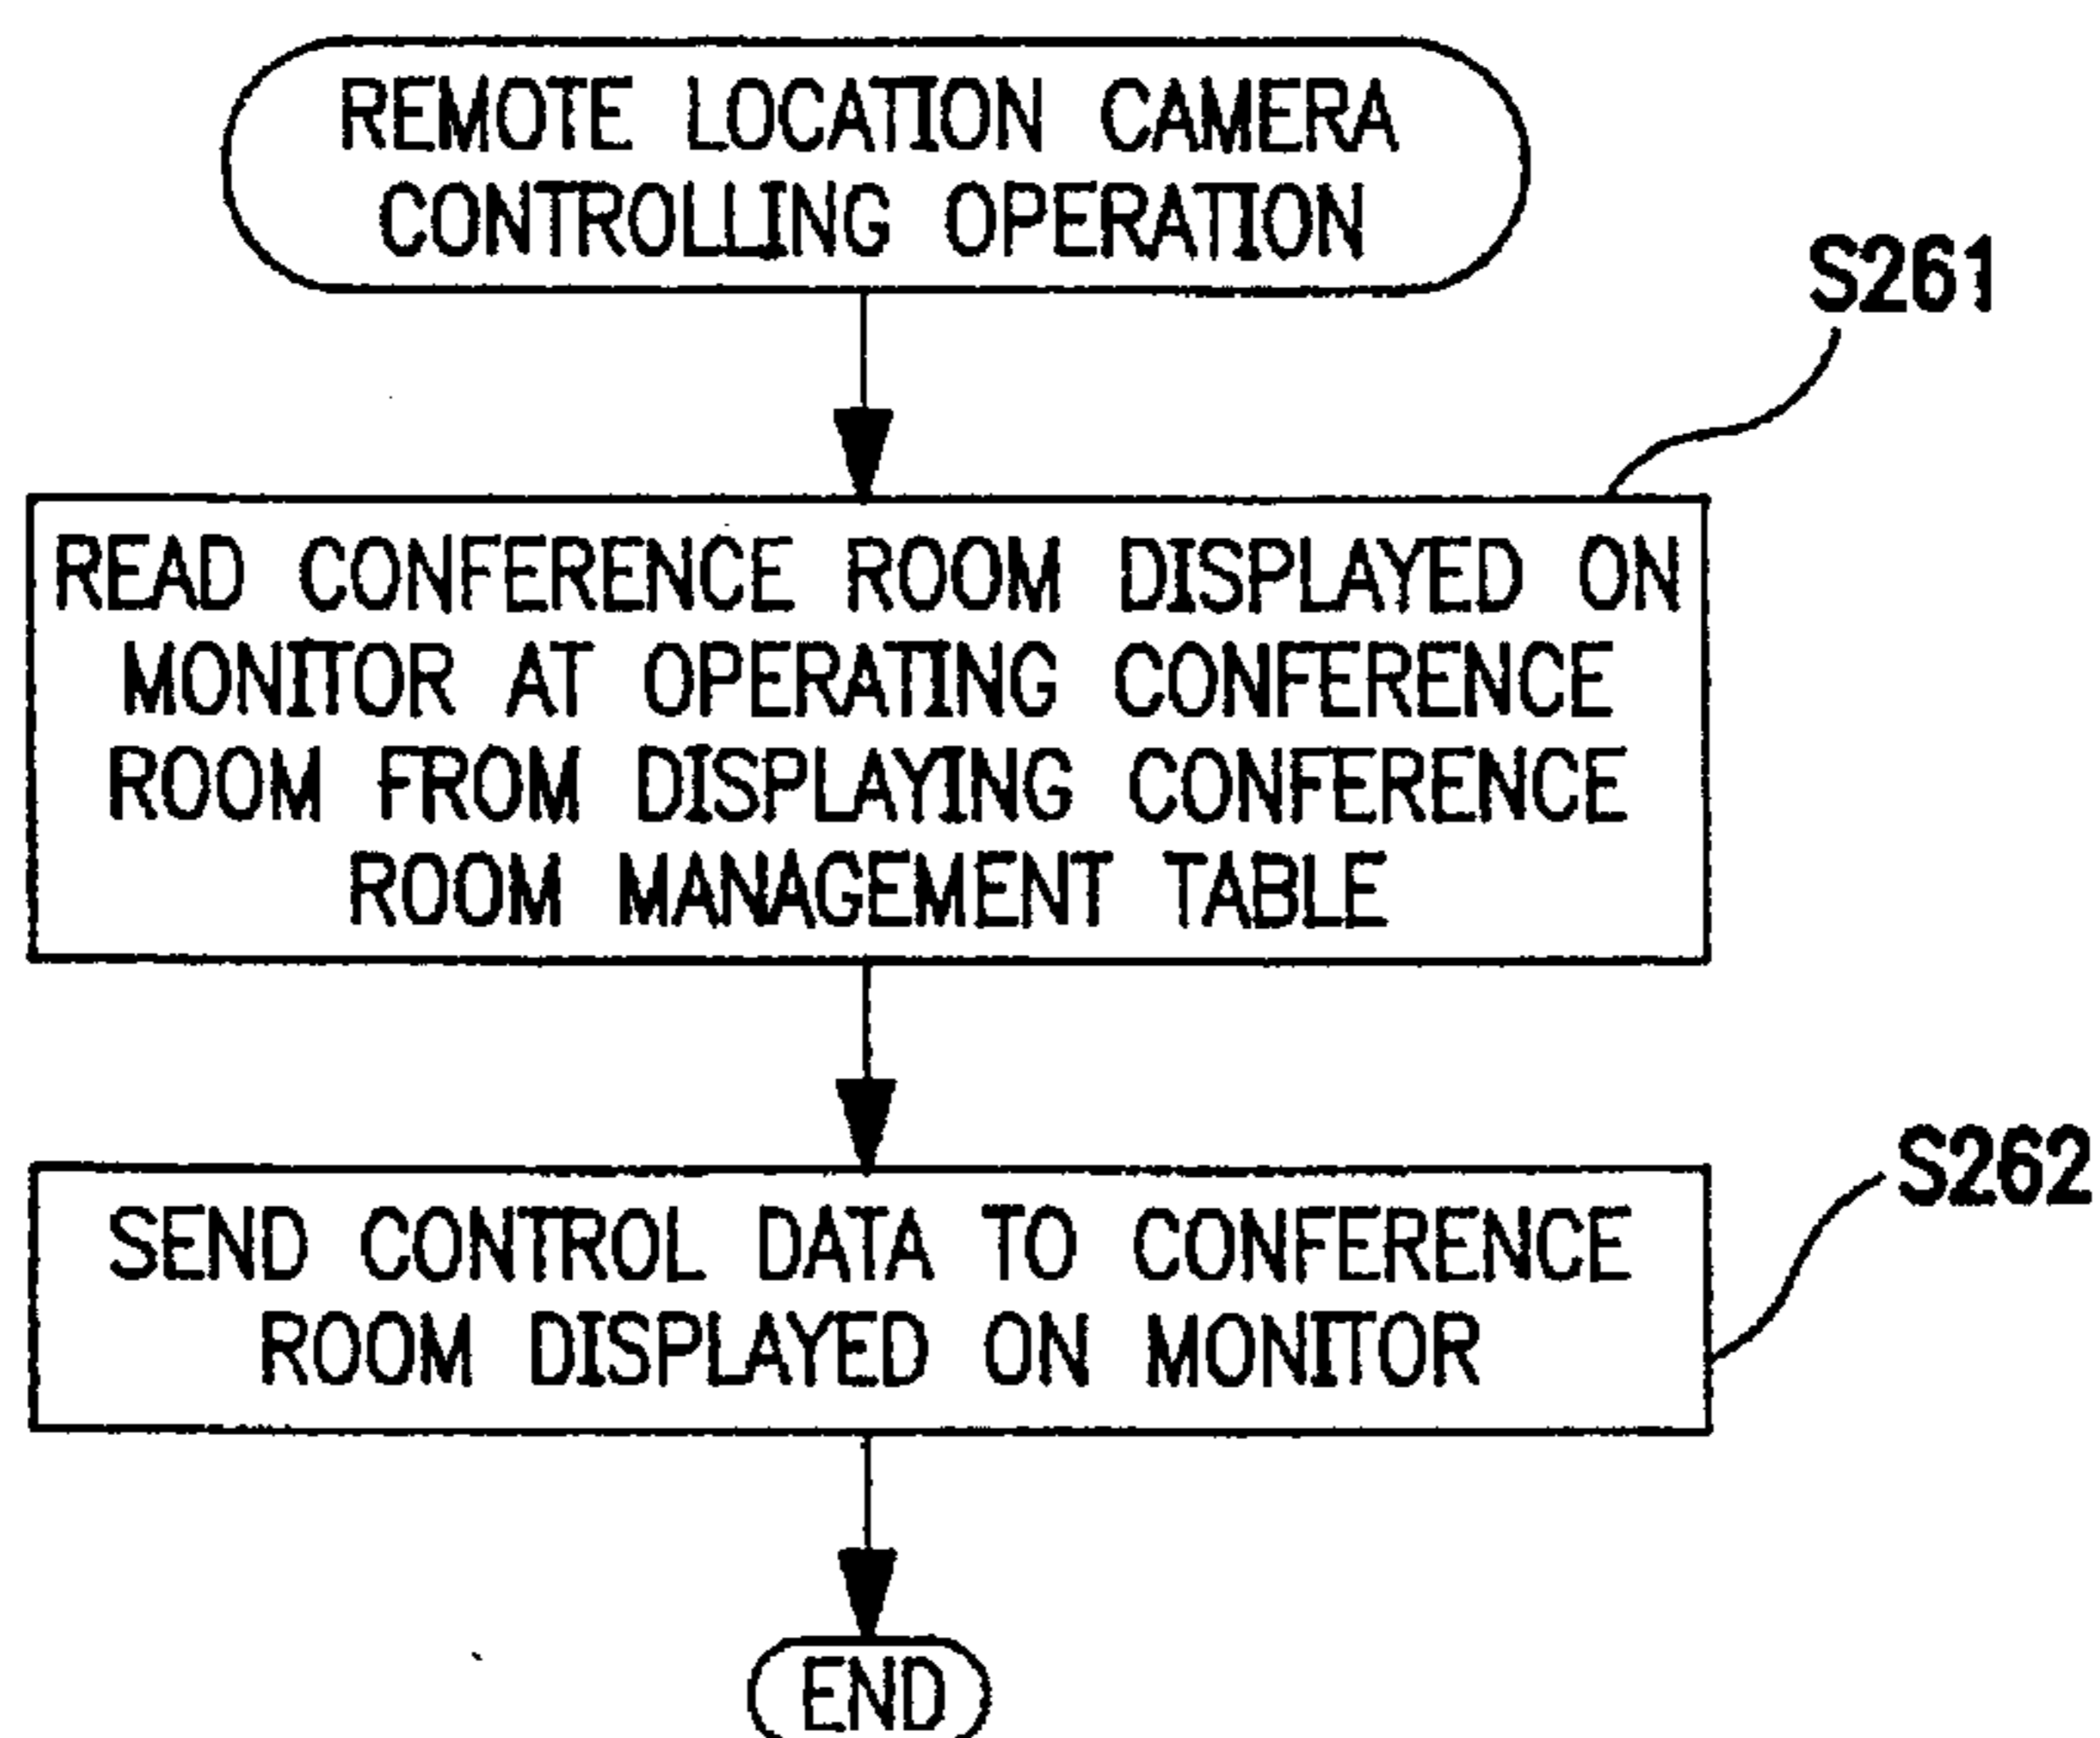 REMOTE LOCATION CAMERA
CONTROLLING OPERATION
S261
READ CONFERENCE ROOM DISPLAYED ON
MONITOR AT OPERATING CONFERENCE
ROOM FROM DISPLAYING CONFERENCE
ROOM MANAGEMENT TABLE
S262
SEND CONTROL DATA TO CONFERENCE
ROOM DISPLAYED ON MONITOR
END